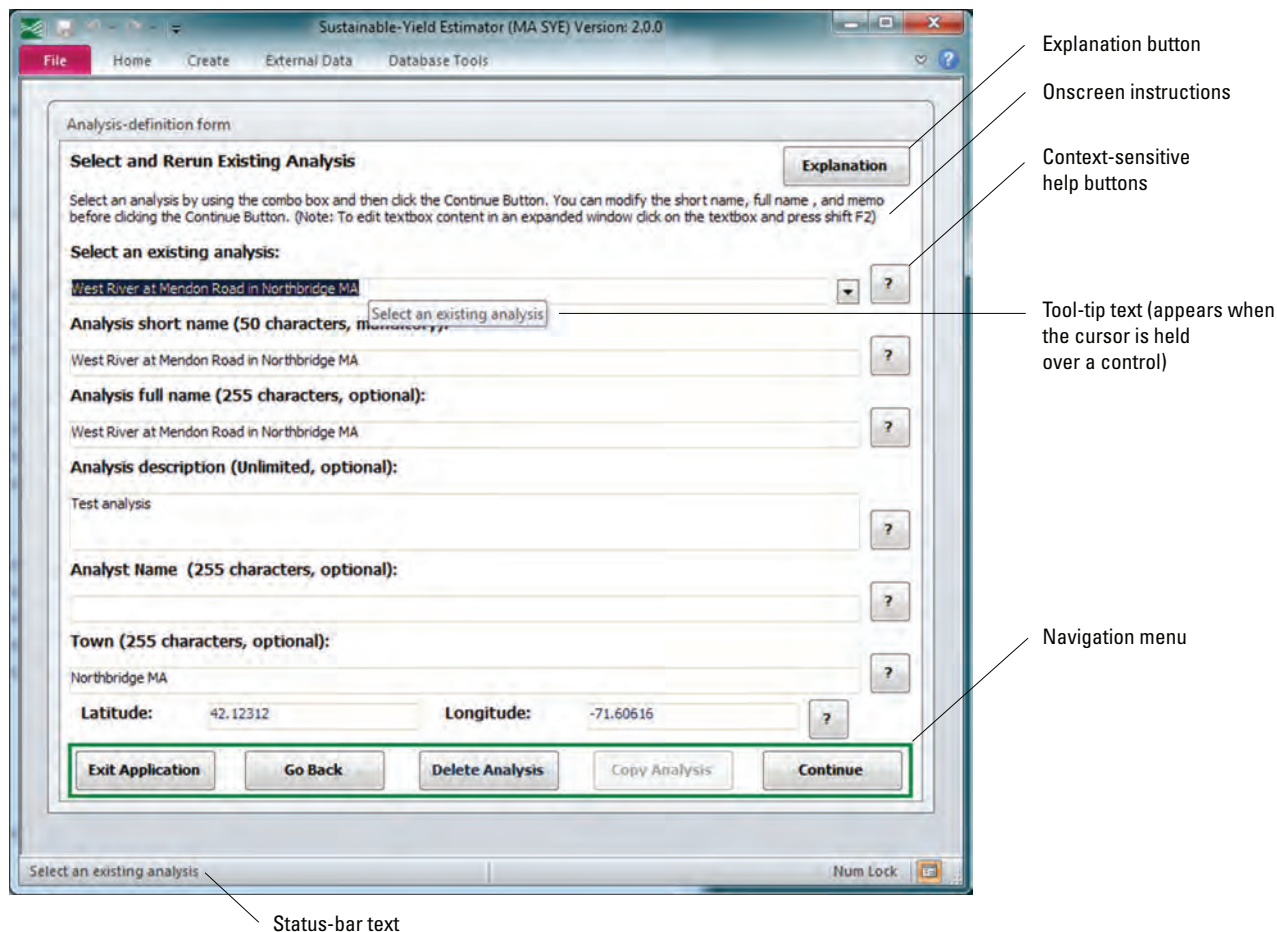 Sustainable-Yield Estimator (MA SYE) Version: 2.0.0
File Home Create External Data Database Tools
Explanation button
Onscreen instructions
Context-sensitive
help buttons
Tool-tip text (appears when
the cursor is held
over a control)
Navigation menu
Analysis-definition form
Select and Rerun Existing Analysis
Explanation
Select an analysis by using the combo box and then click the Continue Button. You can modify the short name, full name , and memo
before clicking the Continue Button. (Note: To edit textbox content in an expanded window click on the textbox and press shift F2)
Select an existing analysis:
West River at Mendon Road in Northbridge MA
?
Select an existing analysis
Analysis short name (50 characters, mandatory):
West River at Mendon Road in Northbridge MA
?
Analysis full name (255 characters, optional):
West River at Mendon Road in Northbridge MA
?
Analysis description (Unlimited, optional):
Test analysis
?
Analyst Name (255 characters, optional):
?
Town (255 characters, optional):
Northbridge MA
?
Latitude: 42.12312 Longitude: -71.60616 ?
Exit Application Go Back Delete Analysis Copy Analysis Continue
Select an existing analysis Num Lock
Status-bar text